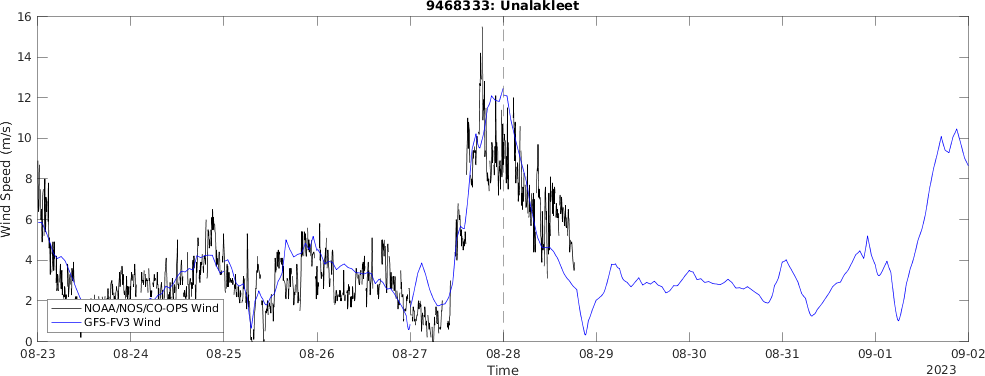 9468333: Unalakleet
16
14
12
10
8
6
4
2
0
Wind Speed (m/s)
NOAA/NOS/CO-OPS Wind
GFS-FV3 Wind
08-23 08-24 08-25 08-26 08-27 08-28 08-29 08-30 08-31 09-01 09-02
Time
2023